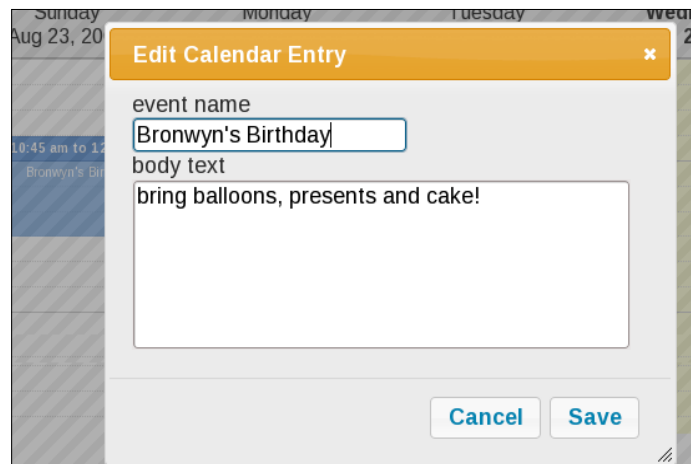 Sunday Monday Tuesday
Aug 23, 20
Edit Calendar Entry
event name
Bronwyn's Birthday
body text
bring balloons, presents and cake!
10:45 am to 12
Bronwyn's Bir
Cancel Save